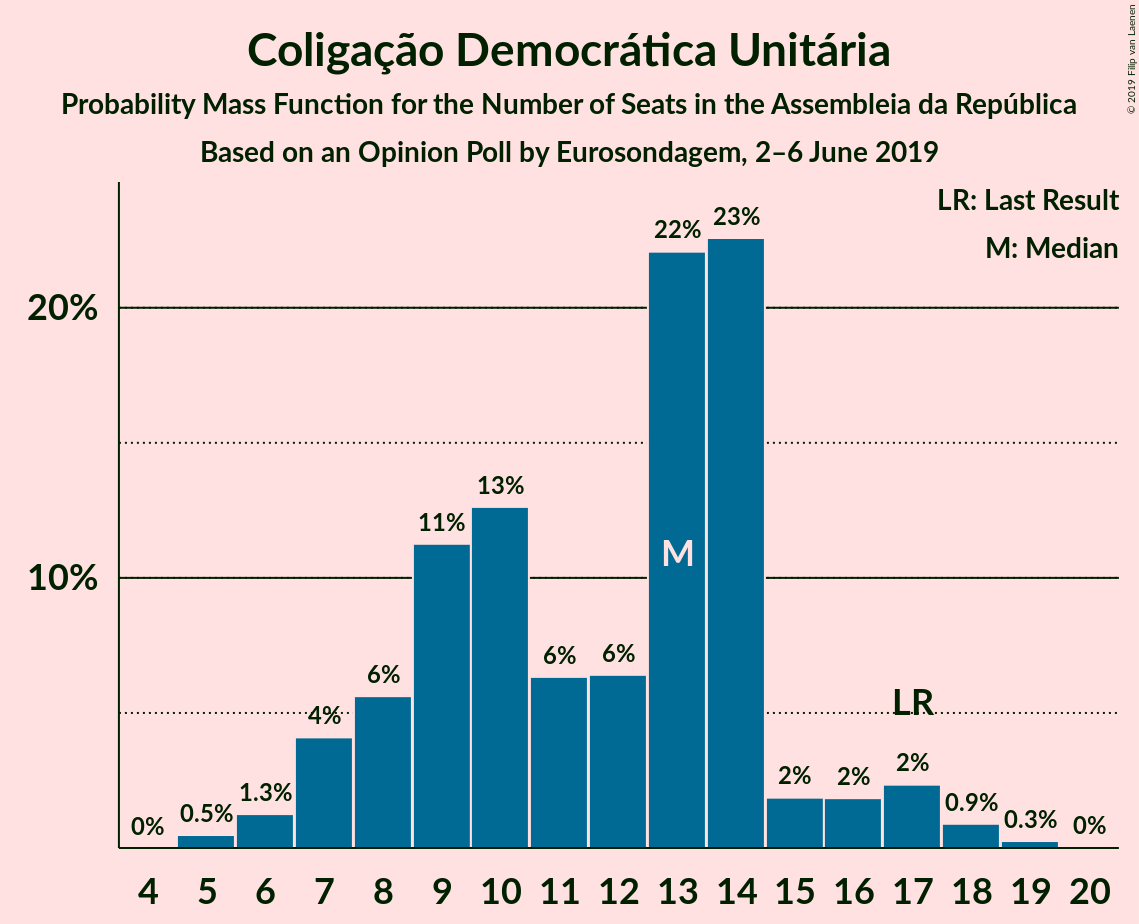 Coligação Democrática Unitária
Probability Mass Function for the Number of Seats in the Assembleia da República
Based on an Opinion Poll by Eurosondagem, 2–6 June 2019
© 2019 Filip van Laenen
LR: Last Result
M: Median
20%
10%
0%
0.5%
1.3%
4%
6%
11%
13%
6%
6%
22%
23%
2%
2%
2%
0.9%
0.3%
0%
M
LR
4 5 6 7 8 9 10 11 12 13 14 15 16 17 18 19 20